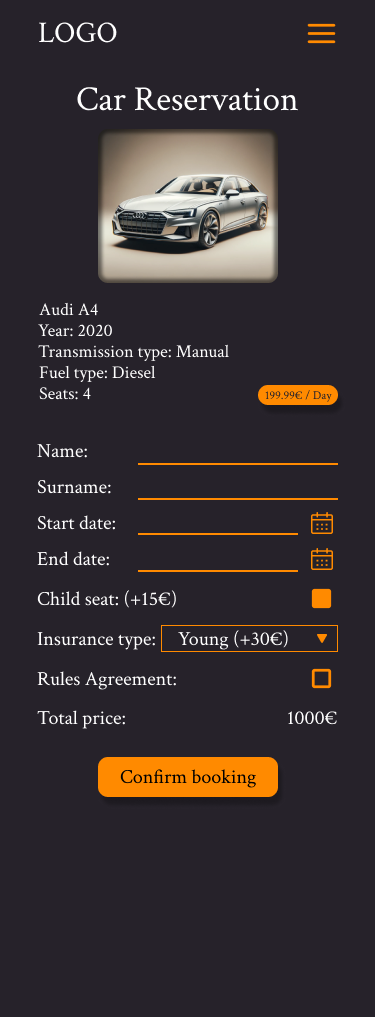 LOGO
Car Reservation
Audi A4
Year: 2020
Transmission type: Manual
Fuel type: Diesel
Seats: 4
199,99€ / Day
Name:
Surname:
Start date:
End date:
Child seat: (+15€)
Insurance type: Young (+30€)
Rules Agreement:
Total price: 1000€
Confirm booking